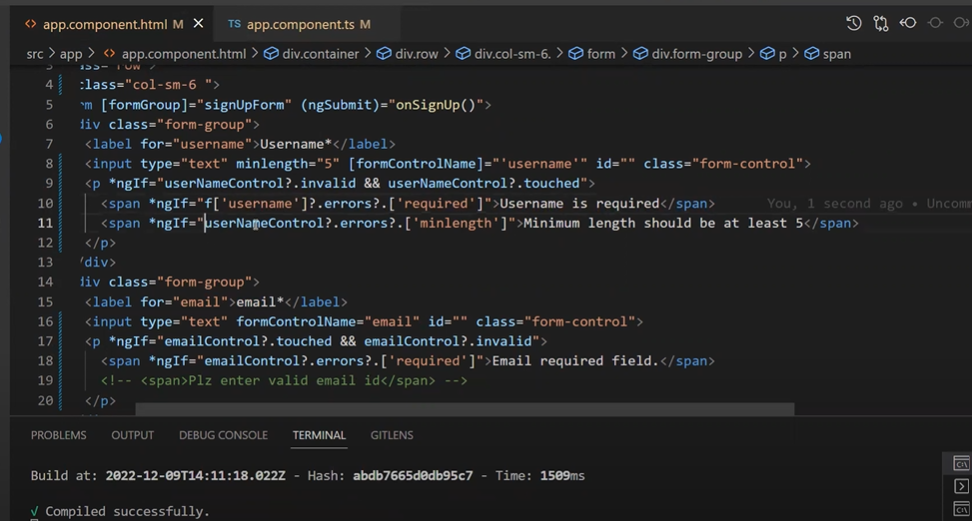 app.component.html M
TS app.component.ts M
src > app > app.component.html > div.container > div.row > div.col-sm-6. > form > div.form-group > p > span
4 :lass="col-sm-6 ">
5 m [formGroup]="signUpForm" (ngSubmit)="onSignUp()">
6 div class="form-group">
7 <label for="username">Username*</label>
8 <input type="text" minlength="5" [formControlName]="'username'" id="" class="form-control">
9 <p *ngIf="userNameControl?.invalid && userNameControl?.touched">
10 <span *ngIf="f['username']?.errors?.['required']">Username is required</span> You, 1 second ago • Uncomm
11 <span *ngIf="userNameControl?.errors?.['minlength']">Minimum length should be at least 5</span>
12 </p>
13 /div>
14 div class="form-group">
15 <label for="email">email*</label>
16 <input type="text" formControlName="email" id="" class="form-control">
17 <p *ngIf="emailControl?.touched && emailControl?.invalid">
18 <span *ngIf="emailControl?.errors?.['required']">Email required field.</span>
19 <!-- <span>Plz enter valid email id</span> -->
20 </p>
PROBLEMS OUTPUT DEBUG CONSOLE TERMINAL GITLENS
Build at: 2022-12-09T14:11:18.022Z - Hash: abdb7665d0db95c7 - Time: 1509ms
√ Compiled successfully.